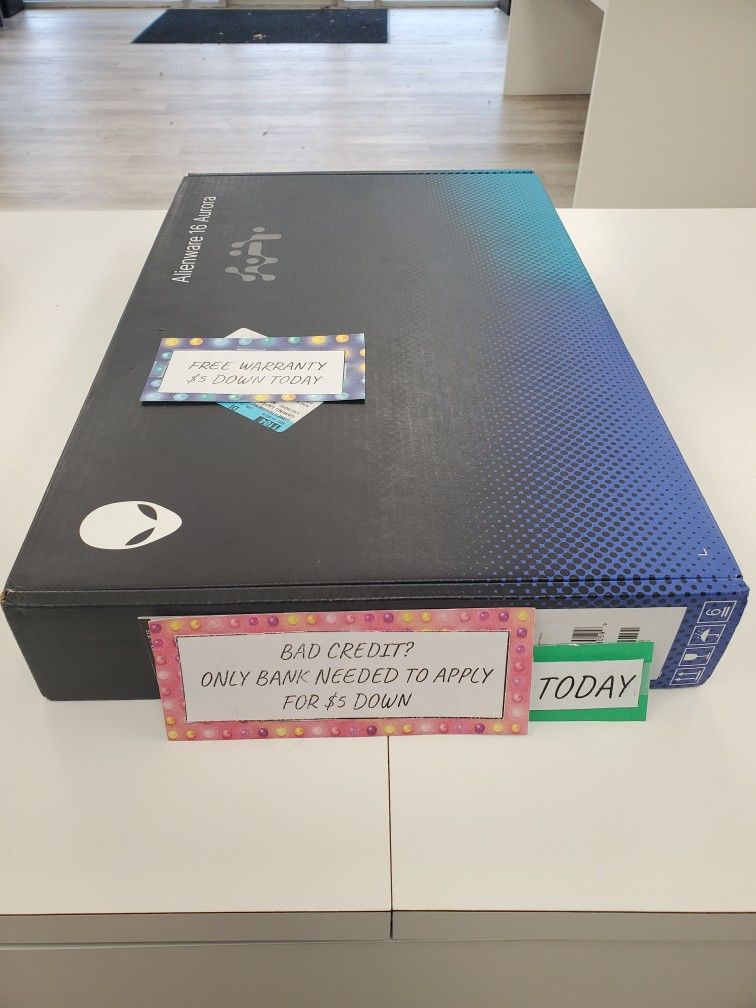 Alienware 16 Aurora
FREE WARRANTY
$5 DOWN TODAY
BAD CREDIT?
ONLY BANK NEEDED TO APPLY
FOR $5 DOWN
TODAY